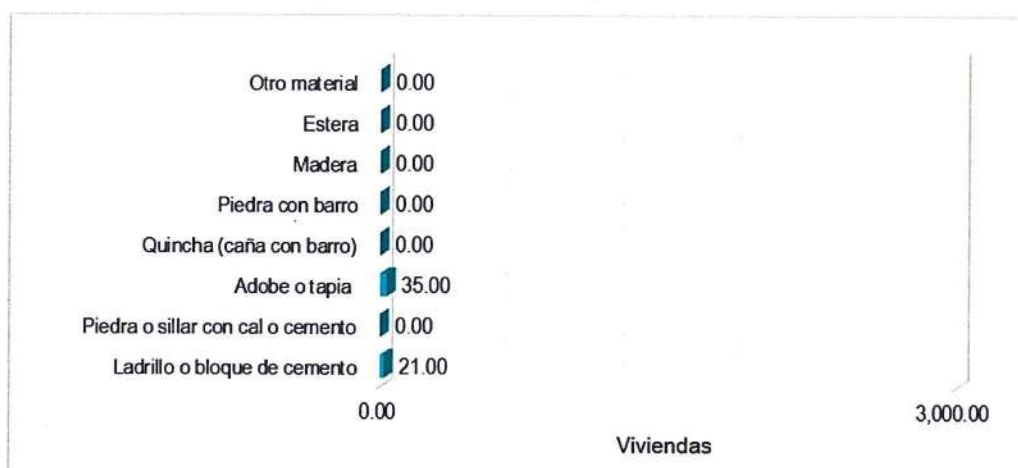 Otro material 0.00
Estera 0.00
Madera 0.00
Piedra con barro 0.00
Quincha (caña con barro) 0.00
Adobe o tapia 35.00
Piedra o sillar con cal o cemento 0.00
Ladrillo o bloque de cemento 21.00
0.00 3,000.00
Viviendas